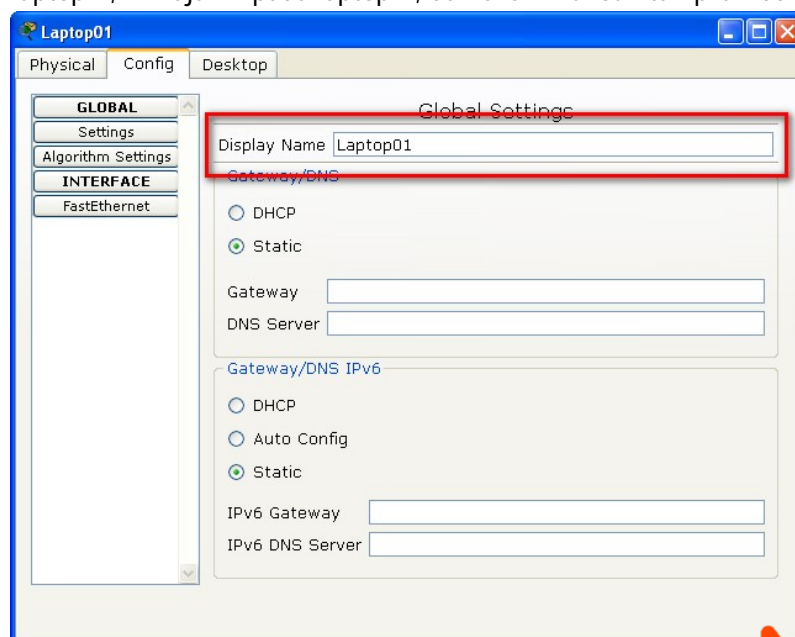 Laptop01
Physical Config Desktop
GLOBAL
Settings
Algorithm Settings
INTERFACE
FastEthernet
Global Settings
Display Name Laptop01
Gateway/DNS
DHCP
Static
Gateway
DNS Server
Gateway/DNS IPv6
DHCP
Auto Config
Static
IPv6 Gateway
IPv6 DNS Server